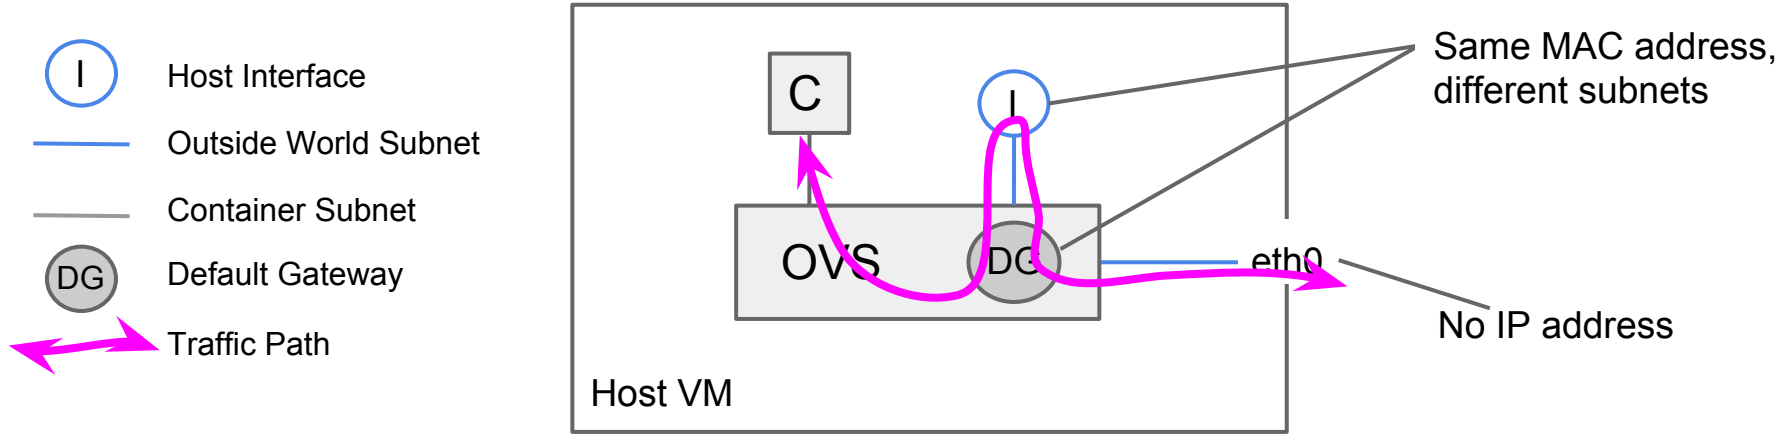 I
Host Interface
Outside World Subnet
Container Subnet
DG
Default Gateway
Traffic Path
C
I
OVS
DG
eth0
Host VM
Same MAC address,
different subnets
No IP address